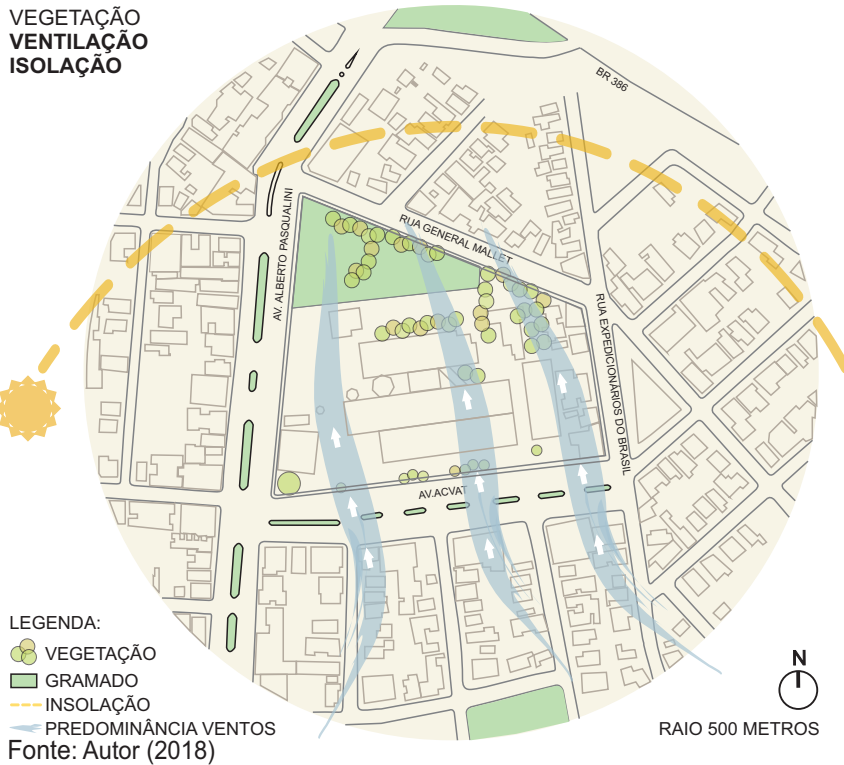 VEGETAÇÃO
VENTILAÇÃO
ISOLAÇÃO
BR 386
RUA GENERAL MALLET
AV. ALBERTO PASQUALINI
RUA EXPEDICIONÁRIOS DO BRASIL
AV.ACVAT
LEGENDA:
VEGETAÇÃO
GRAMADO
INSOLAÇÃO
PREDOMINÂNCIA VENTOS
N
RAIO 500 METROS
Fonte: Autor (2018)